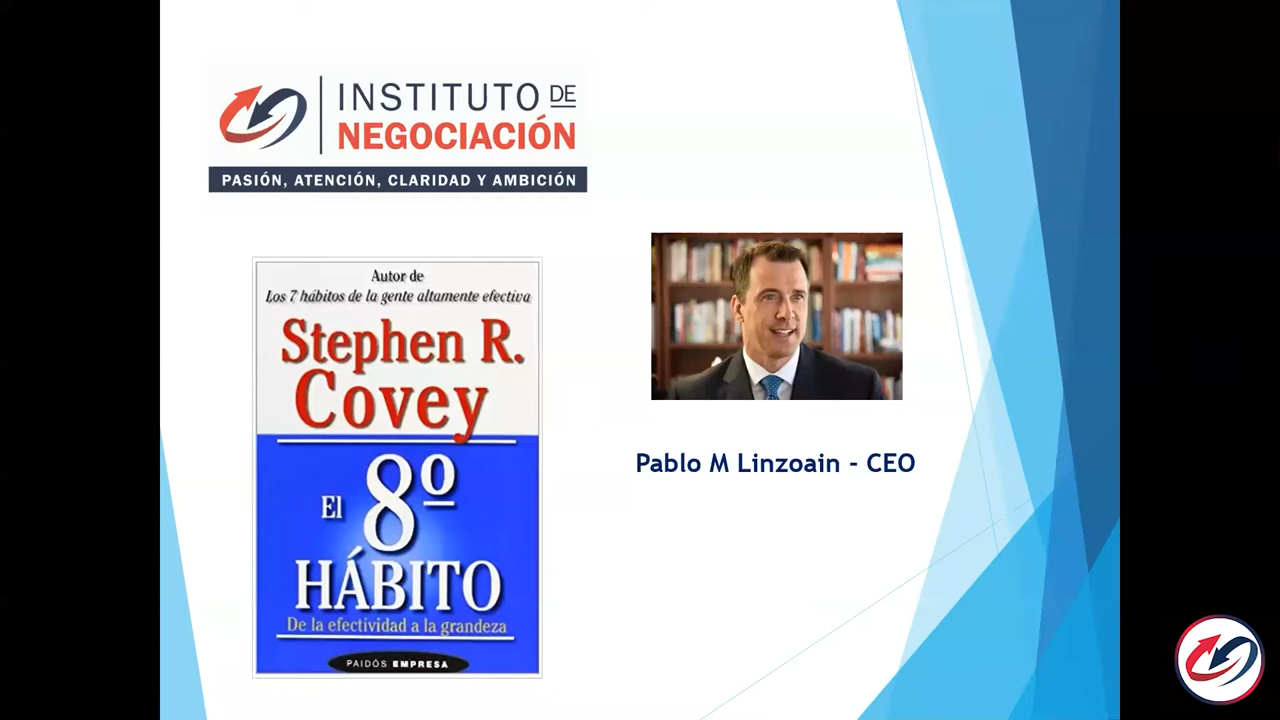 INSTITUTO DE
NEGOCIACIÓN
PASIÓN, ATENCIÓN, CLARIDAD Y AMBICIÓN
Autor de
Los 7 hábitos de la gente altamente efectiva
Stephen R.
Covey
El 8º
HÁBITO
De la efectividad a la grandeza
PAIDÓS EMPRESA
Pablo M Linzoain - CEO